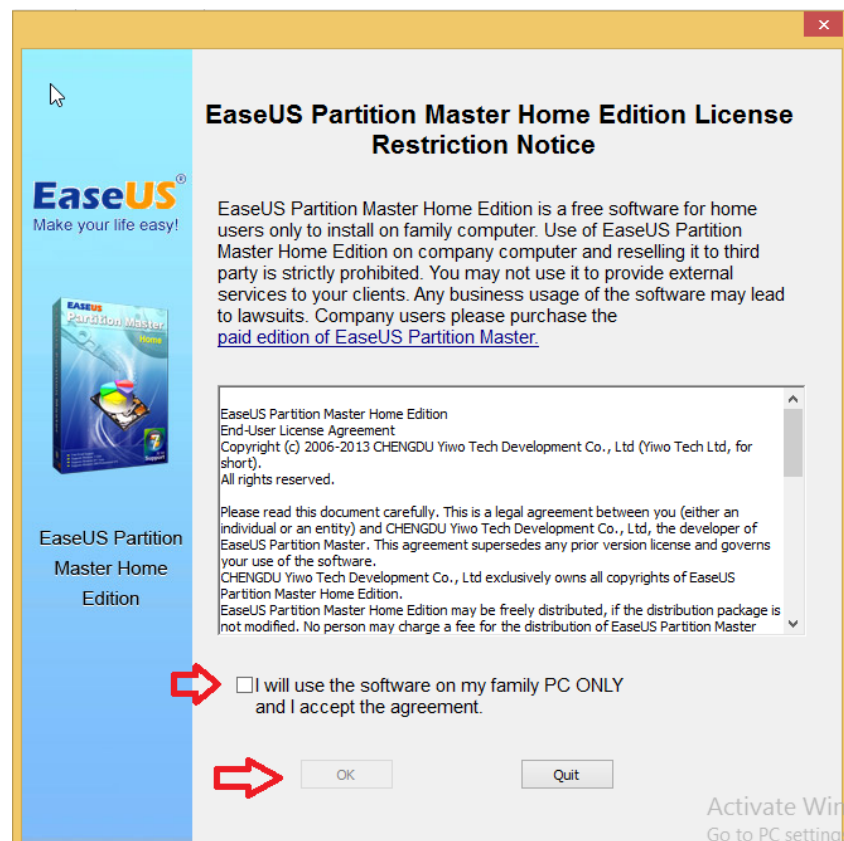 EaseUS Partition Master Home Edition License
Restriction Notice
EaseUS®
Make your life easy!
EaseUS Partition Master Home Edition is a free software for home
users only to install on family computer. Use of EaseUS Partition
Master Home Edition on company computer and reselling it to third
party is strictly prohibited. You may not use it to provide external
services to your clients. Any business usage of the software may lead
to lawsuits. Company users please purchase the
paid edition of EaseUS Partition Master.
EASEUS
Partition Master
Home
7
Support
EaseUS Partition
Master Home
Edition
EaseUS Partition Master Home Edition
End-User License Agreement
Copyright (c) 2006-2013 CHENGDU Yiwo Tech Development Co., Ltd (Yiwo Tech Ltd, for
short).
All rights reserved.
Please read this document carefully. This is a legal agreement between you (either an
individual or an entity) and CHENGDU Yiwo Tech Development Co., Ltd, the developer of
EaseUS Partition Master. This agreement supersedes any prior version license and governs
your use of the software.
CHENGDU Yiwo Tech Development Co., Ltd exclusively owns all copyrights of EaseUS
Partition Master Home Edition.
EaseUS Partition Master Home Edition may be freely distributed, if the distribution package is
not modified. No person may charge a fee for the distribution of EaseUS Partition Master
I will use the software on my family PC ONLY
and I accept the agreement.
OK
Quit
Activate Win
Go to PC setting